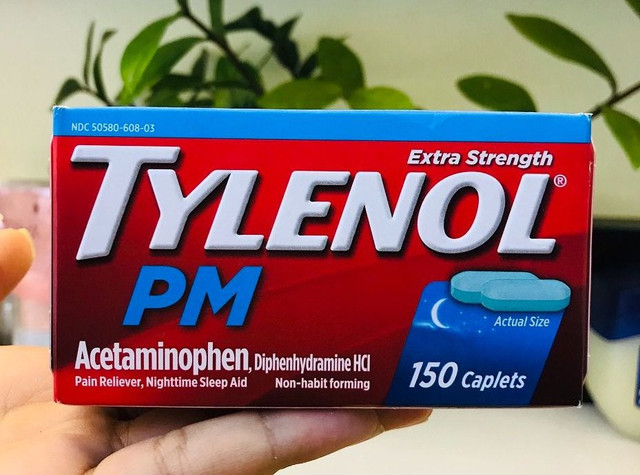 NDC 50580-608-03
Extra Strength
TYLENOL®
PM
Actual Size
Acetaminophen, Diphenhydramine HCl
Pain Reliever, Nighttime Sleep Aid Non-habit forming
150 Caplets